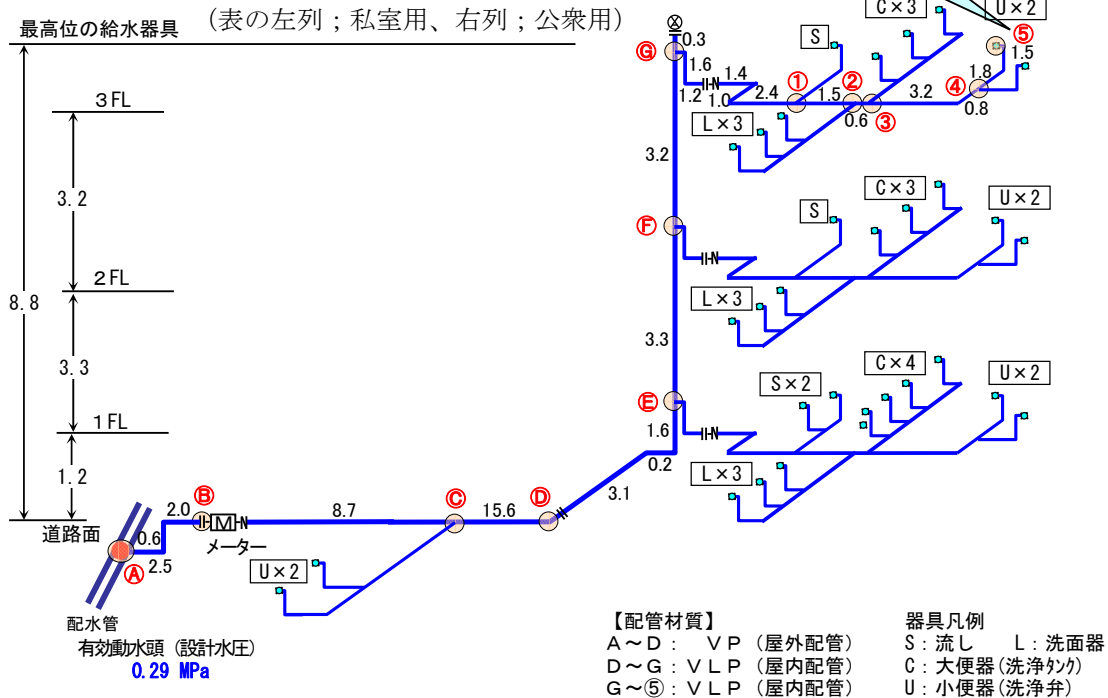 (表の左列；私室用、右列；公衆用)
最高位の給水器具
3FL
3.2
2FL
8.8
3.3
1FL
1.2
道路面
0.6
2.5
Ⓐ
配水管
有効動水頭（設計水圧）
0.29 MPa
2.0
Ⓑ
M
N
メーター
8.7
Ⓒ
U×2
15.6
Ⓓ
3.1
0.2
1.6
Ⓔ
3.3
Ⓕ
3.2
Ⓖ
0.3
1.6
1.2
N
1.4
1.0
2.4
①
S
1.5
②
0.6
③
C×3
L×3
3.2
④
0.8
1.8
1.5
⑤
U×2
N
S
L×3
C×3
U×2
N
S×2
L×3
C×4
U×2
【配管材質】
A～D： VP（屋外配管）
D～G：VLP（屋内配管）
G～⑤：VLP（屋内配管）
器具凡例
S：流し L：洗面器
C：大便器(洗浄ﾀﾝｸ)
U：小便器(洗浄弁)